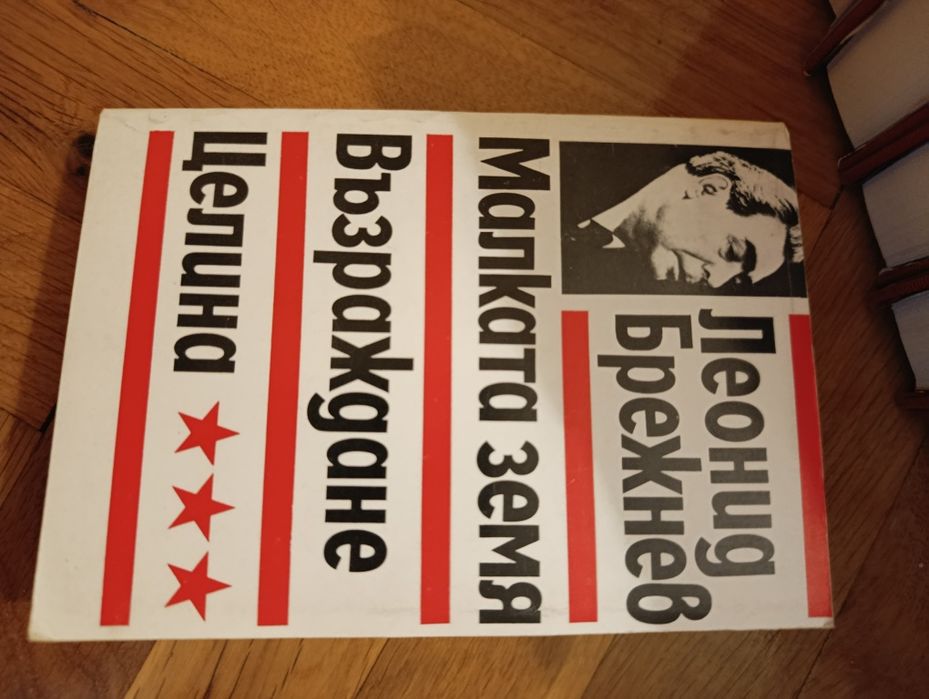 Леонид
Брежнев
Малката земя
Възраждане
Целина